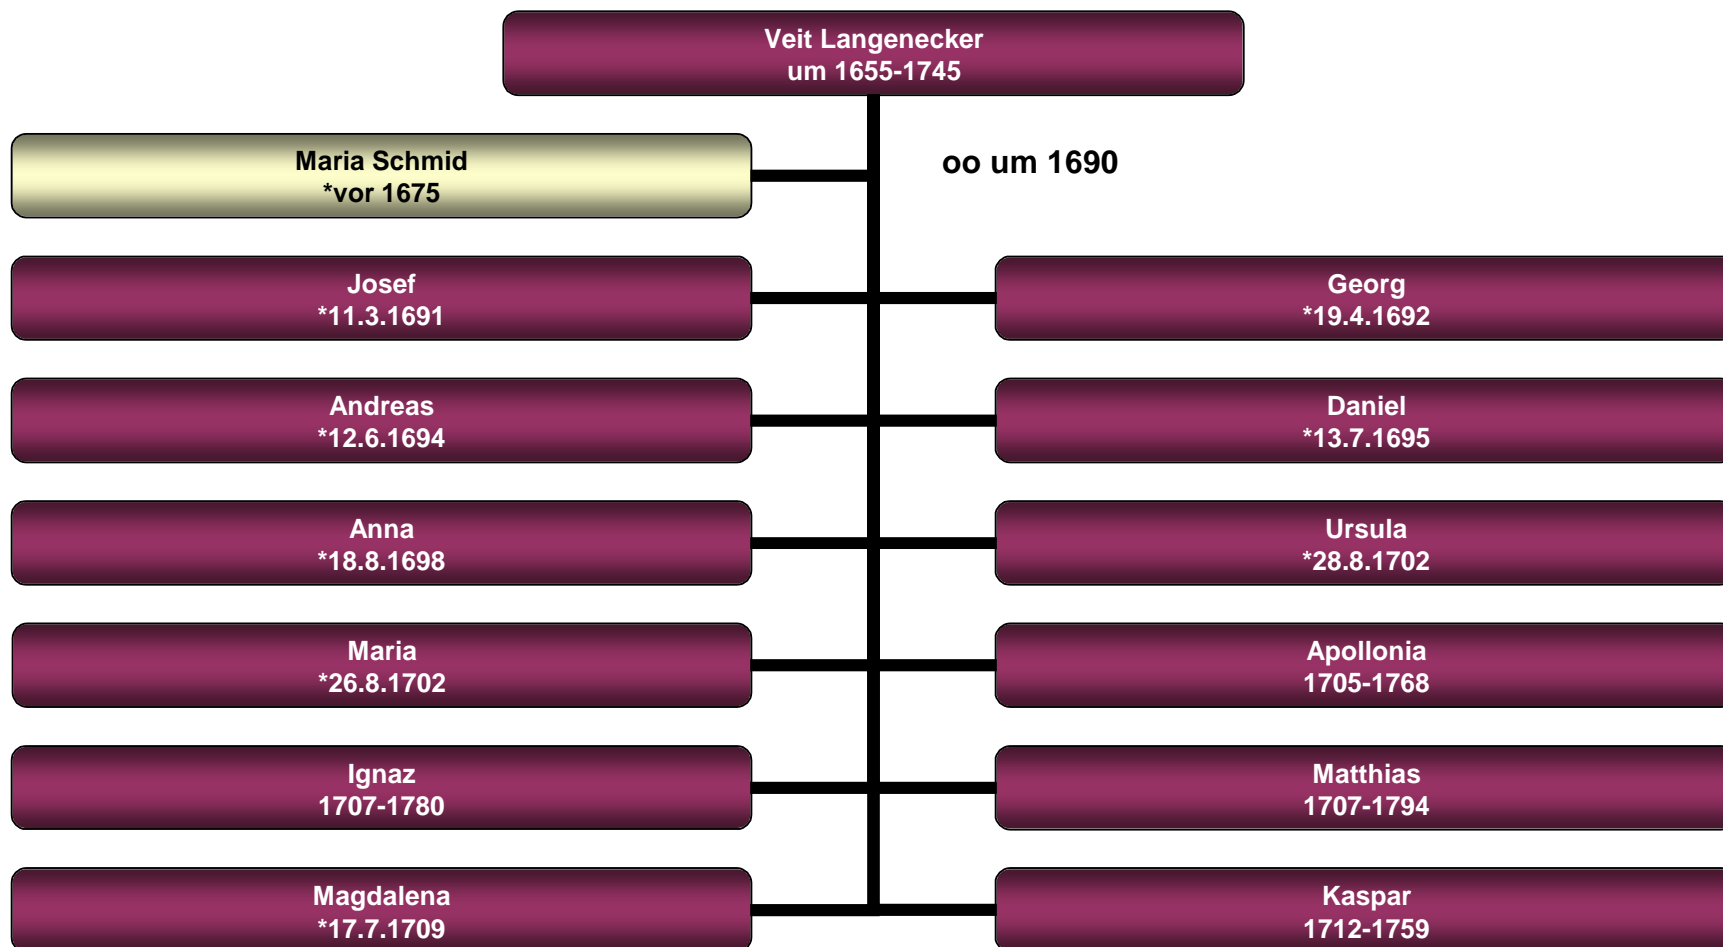 Veit Langenecker
um 1655-1745
Maria Schmid
*vor 1675
oo um 1690
Josef
*11.3.1691
Georg
*19.4.1692
Andreas
*12.6.1694
Daniel
*13.7.1695
Anna
*18.8.1698
Ursula
*28.8.1702
Maria
*26.8.1702
Apollonia
1705-1768
Ignaz
1707-1780
Matthias
1707-1794
Magdalena
*17.7.1709
Kaspar
1712-1759